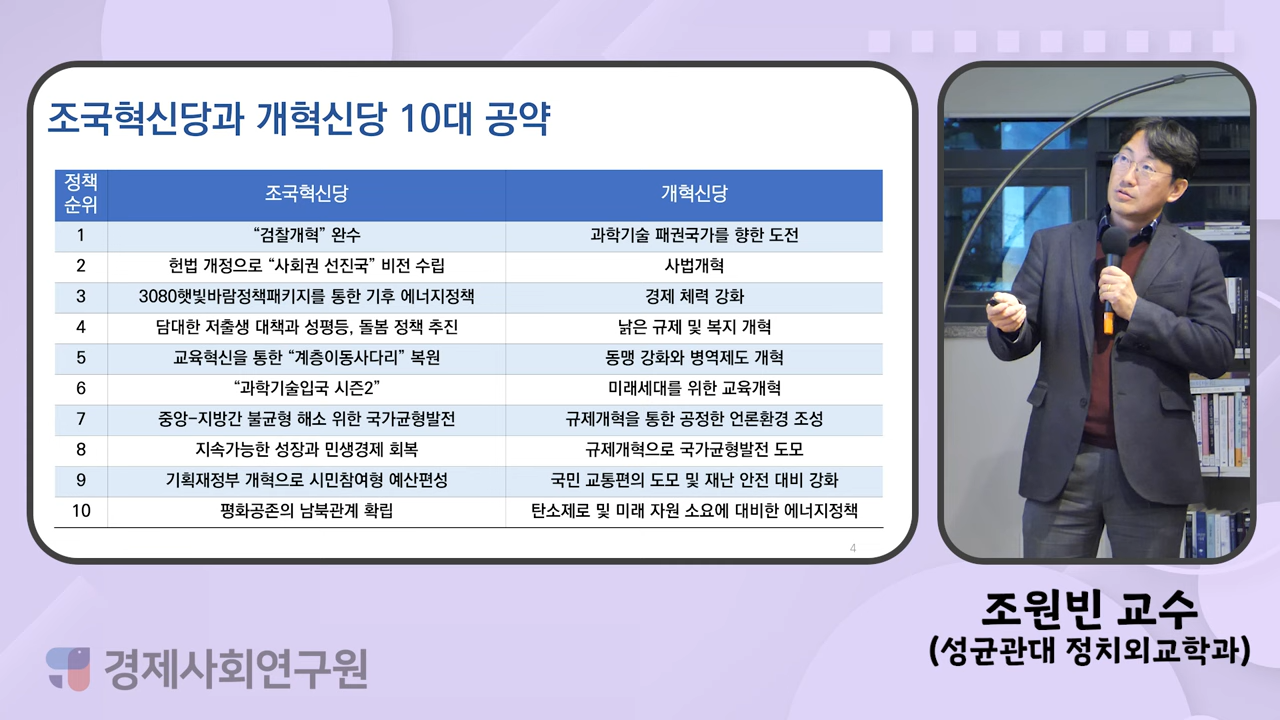 조국혁신당과 개혁신당 10대 공약
정책 순위 조국혁신당 개혁신당
1 “검찰개혁” 완수 과학기술 패권국가를 향한 도전
2 헌법 개정으로 “사회권 선진국” 비전 수립 사법개혁
3 3080햇빛바람정책패키지를 통한 기후 에너지정책 경제 체력 강화
4 담대한 저출생 대책과 성평등, 돌봄 정책 추진 낡은 규제 및 복지 개혁
5 교육혁신을 통한 “계층이동사다리” 복원 동맹 강화와 병역제도 개혁
6 “과학기술입국 시즌2” 미래세대를 위한 교육개혁
7 중앙-지방간 불균형 해소 위한 국가균형발전 규제개혁을 통한 공정한 언론환경 조성
8 지속가능한 성장과 민생경제 회복 규제개혁으로 국가균형발전 도모
9 기획재정부 개혁으로 시민참여형 예산편성 국민 교통편의 도모 및 재난 안전 대비 강화
10 평화공존의 남북관계 확립 탄소제로 및 미래 자원 소요에 대비한 에너지정책
4
조원빈 교수
(성균관대 정치외교학과)
경제사회연구원